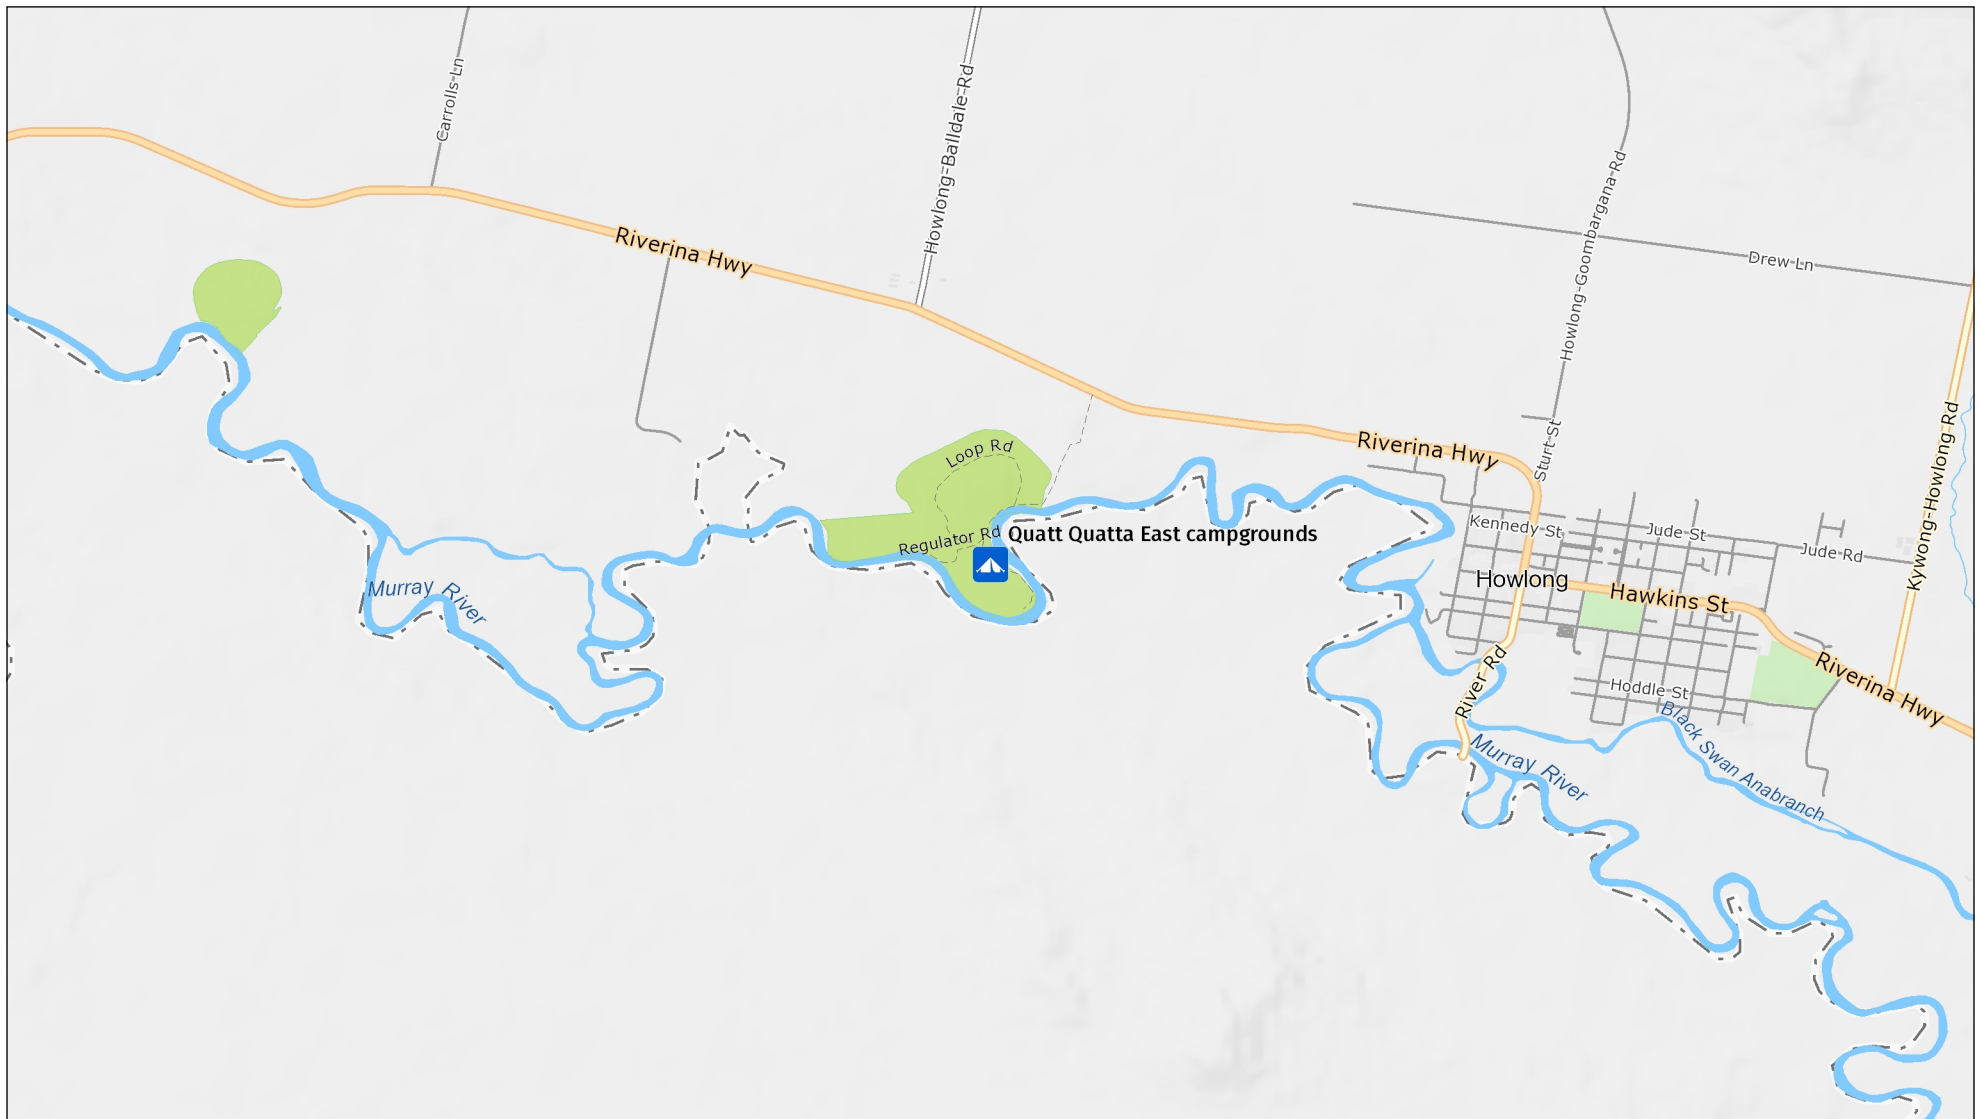 Carrolls-Ln
Howlong-Balldale-Rd
Riverina Hwy
Howlong-Goombargana-Rd
Drew Ln
Riverina Hwy
Sturt-St
Kywong-Howlong Rd
Loop Rd
Regulator Rd
Quatt Quatta East campgrounds
Kennedy St
Jude St
Jude Rd
Howlong
Hawkins St
Murray River
River Rd
Hoddle St
Riverina Hwy
Black Swan Anabranch
Murray River